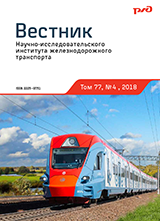 Вестник
Научно-исследовательского
института железнодорожного
транспорта
Том 77, №4, 2018